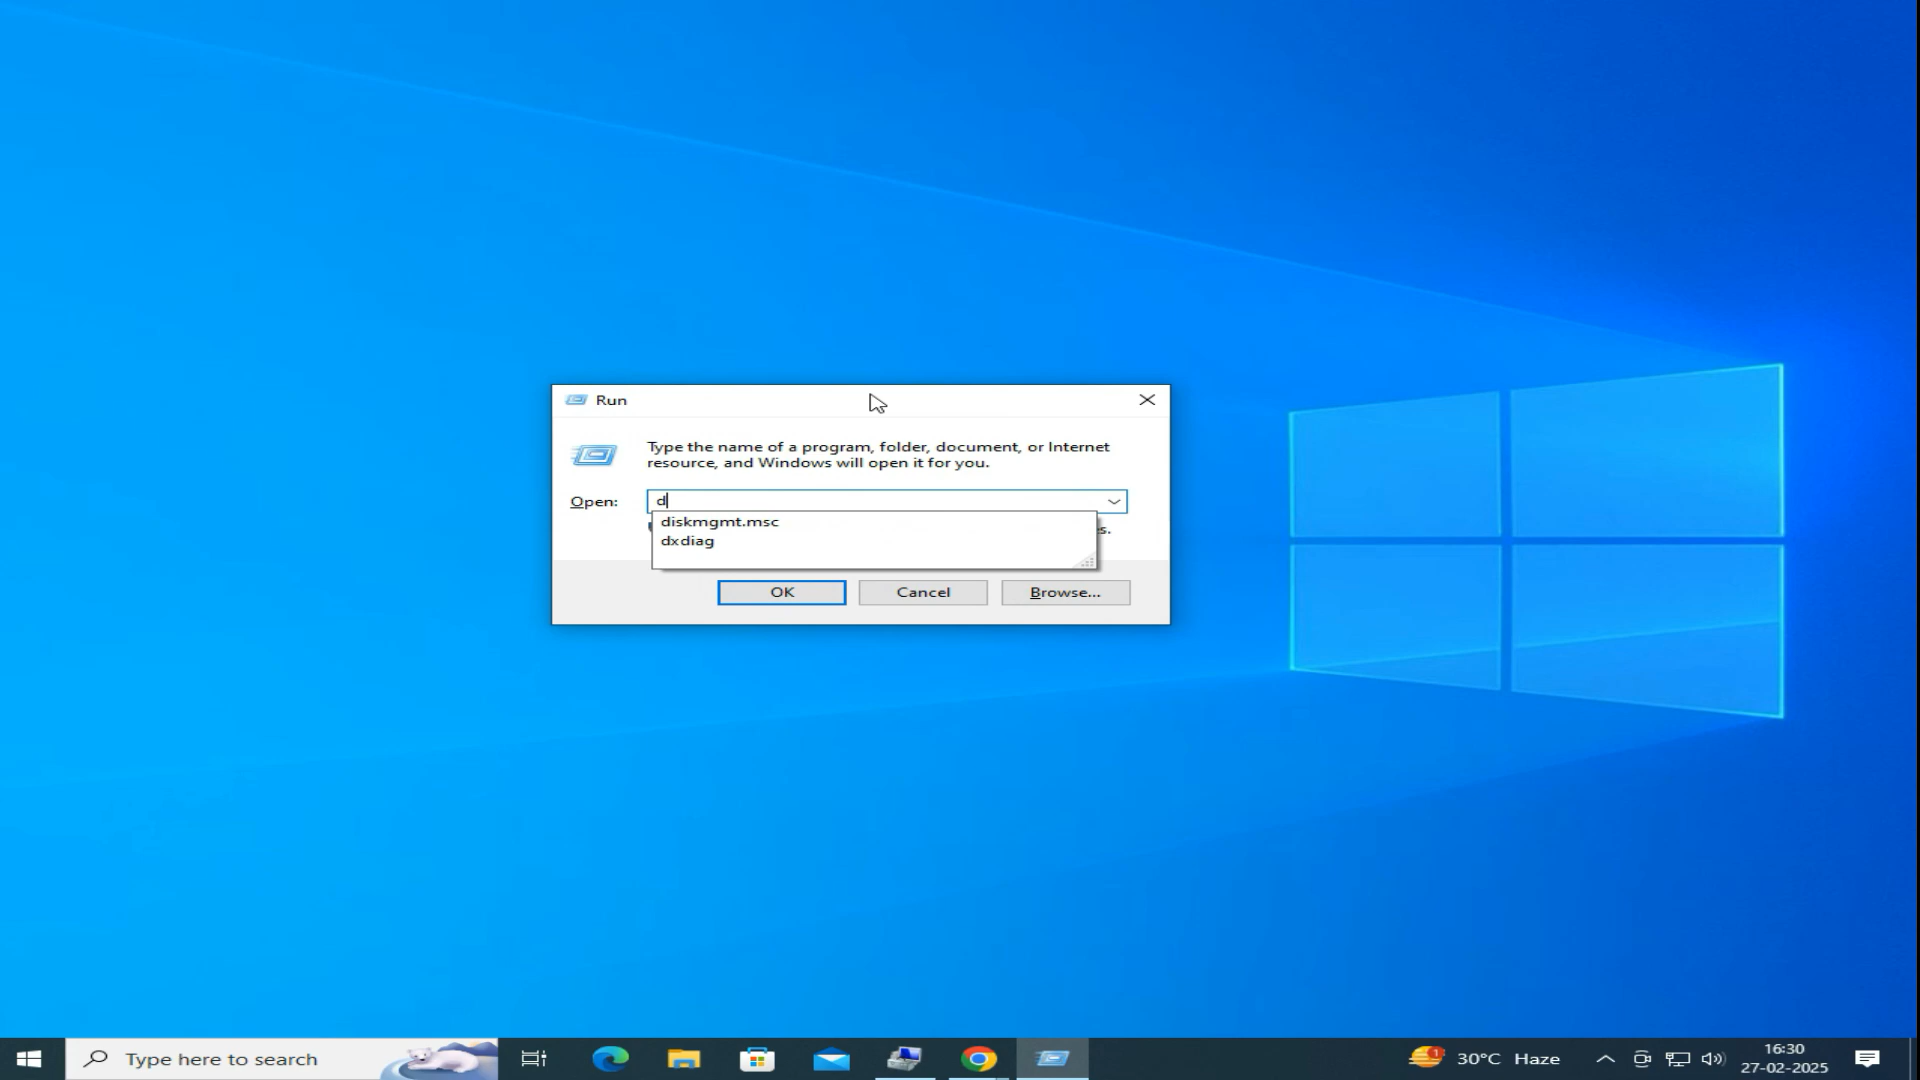 Run
Type the name of a program, folder, document, or Internet
resource, and Windows will open it for you.
Open: d
diskmgmt.msc
s.
dxdiag
OK Cancel Browse...
Type here to search
1
30°C Haze
16:30
27-02-2025